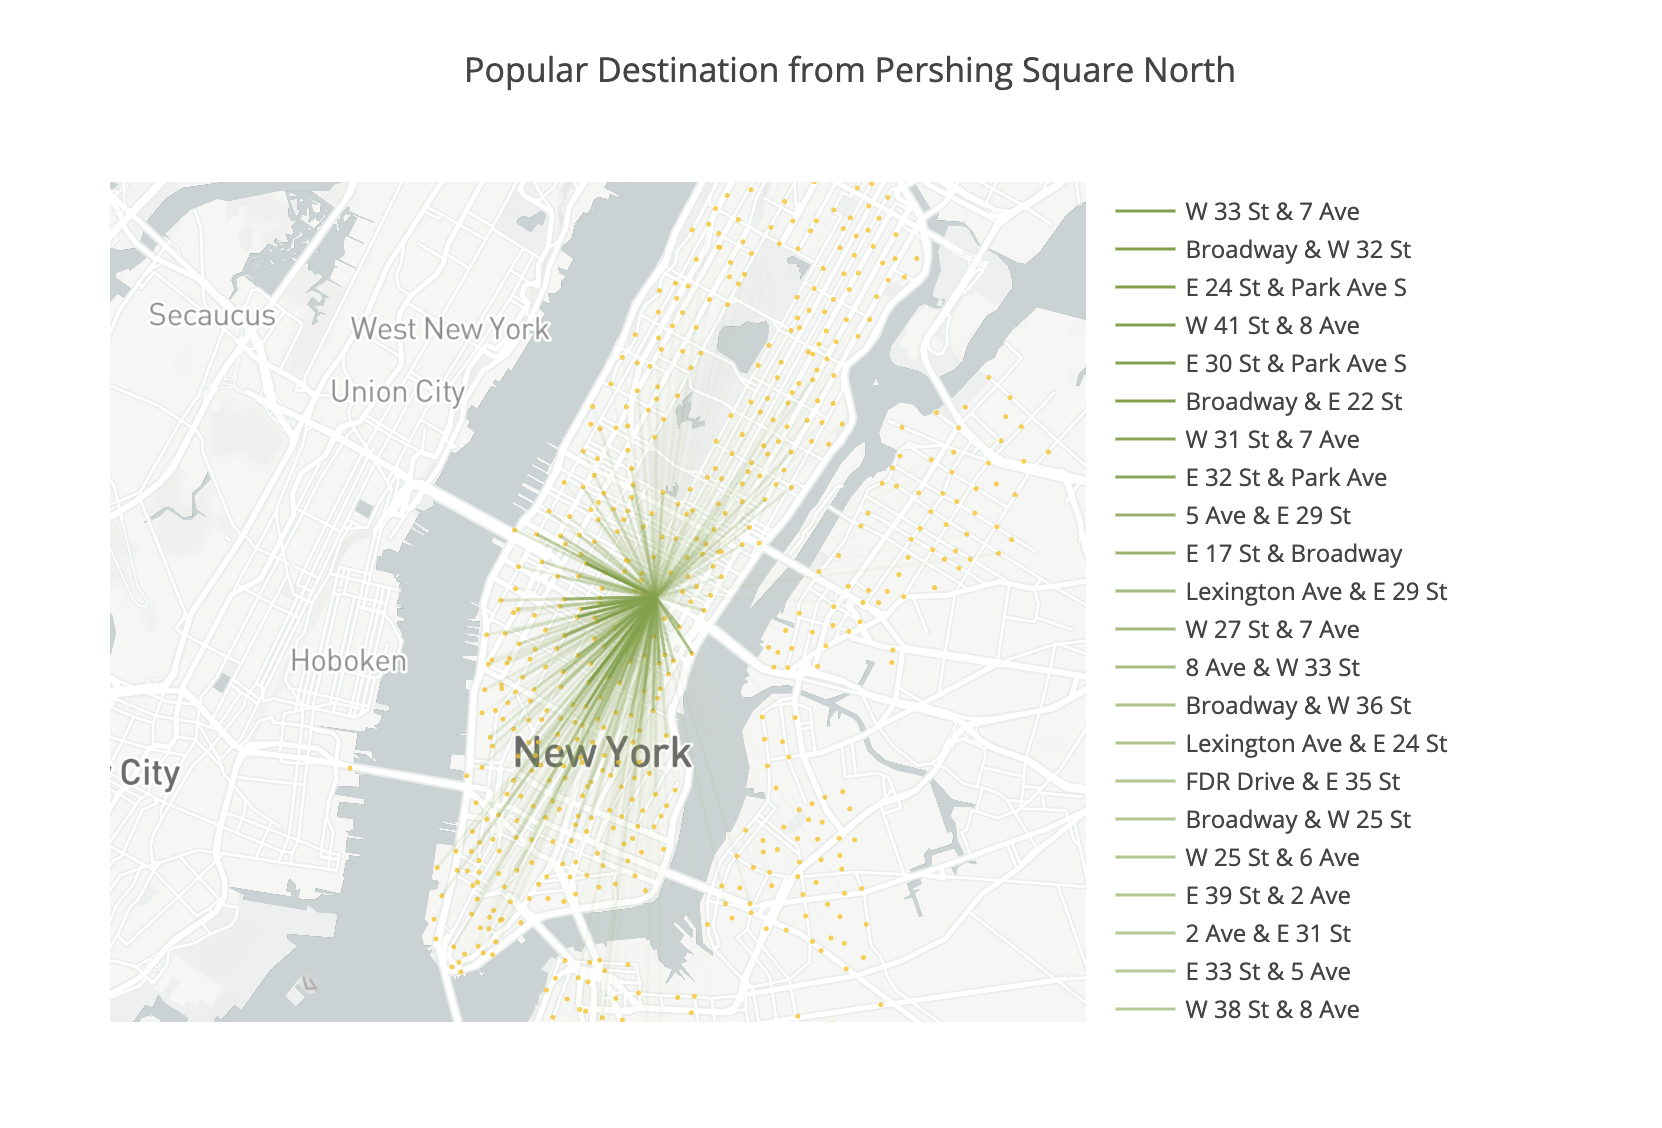 Popular Destination from Pershing Square North
Secaucus
West New York
Union City
Hoboken
New York
City
W 33 St & 7 Ave
Broadway & W 32 St
E 24 St & Park Ave S
W 41 St & 8 Ave
E 30 St & Park Ave S
Broadway & E 22 St
W 31 St & 7 Ave
E 32 St & Park Ave
5 Ave & E 29 St
E 17 St & Broadway
Lexington Ave & E 29 St
W 27 St & 7 Ave
8 Ave & W 33 St
Broadway & W 36 St
Lexington Ave & E 24 St
FDR Drive & E 35 St
Broadway & W 25 St
W 25 St & 6 Ave
E 39 St & 2 Ave
2 Ave & E 31 St
E 33 St & 5 Ave
W 38 St & 8 Ave